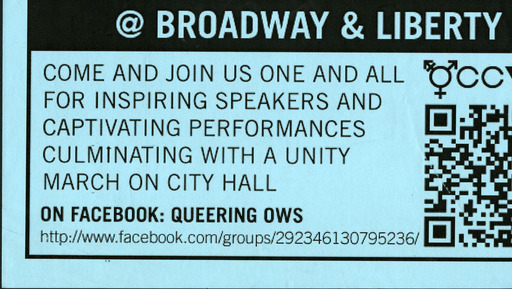 @ BROADWAY & LIBERTY
COME AND JOIN US ONE AND ALL
FOR INSPIRING SPEAKERS AND
CAPTIVATING PERFORMANCES
CULMINATING WITH A UNITY
MARCH ON CITY HALL
ON FACEBOOK: QUEERING OWS
http://www.facebook.com/groups/292346130795236/